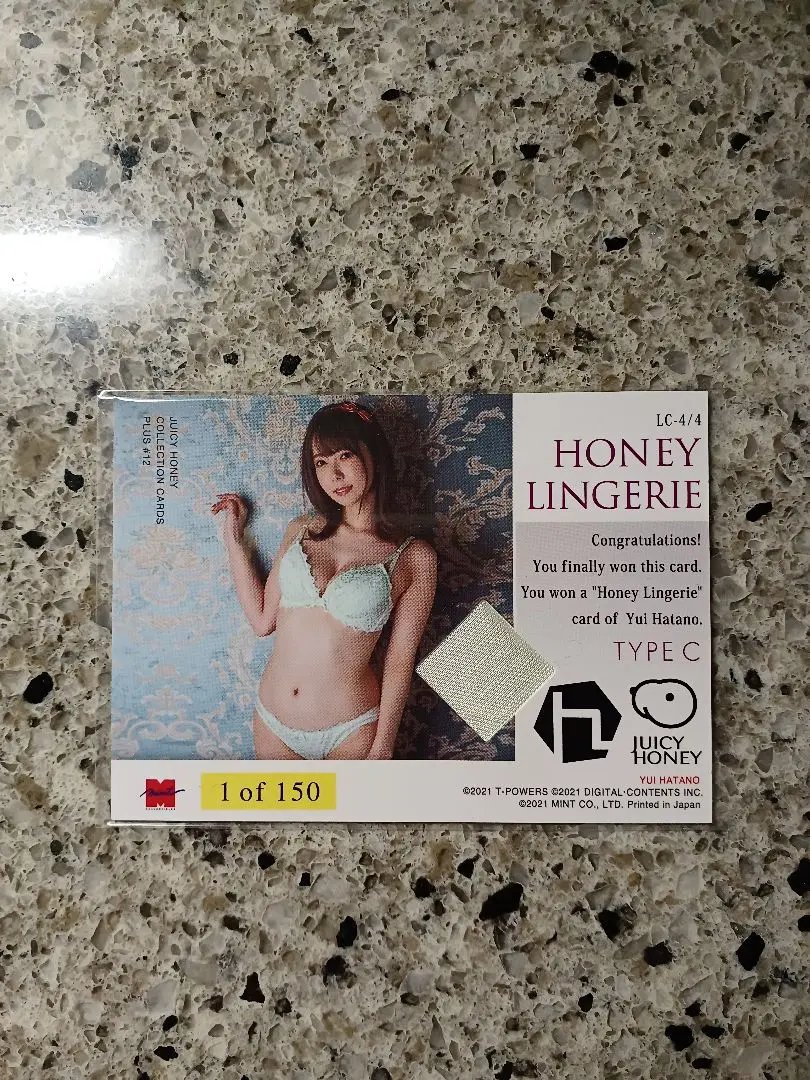 JUICY HONEY
COLLECTION CARDS
PLUS #12
LC-4/4
HONEY
LINGERIE
Congratulations!
You finally won this card.
You won a "Honey Lingerie"
card of Yui Hatano.
TYPE C
h
JUICY
HONEY
YUI HATANO
M
mint
1 of 150
©2021 T-POWERS ©2021 DIGITAL-CONTENTS INC.
©2021 MINT CO., LTD. Printed in Japan